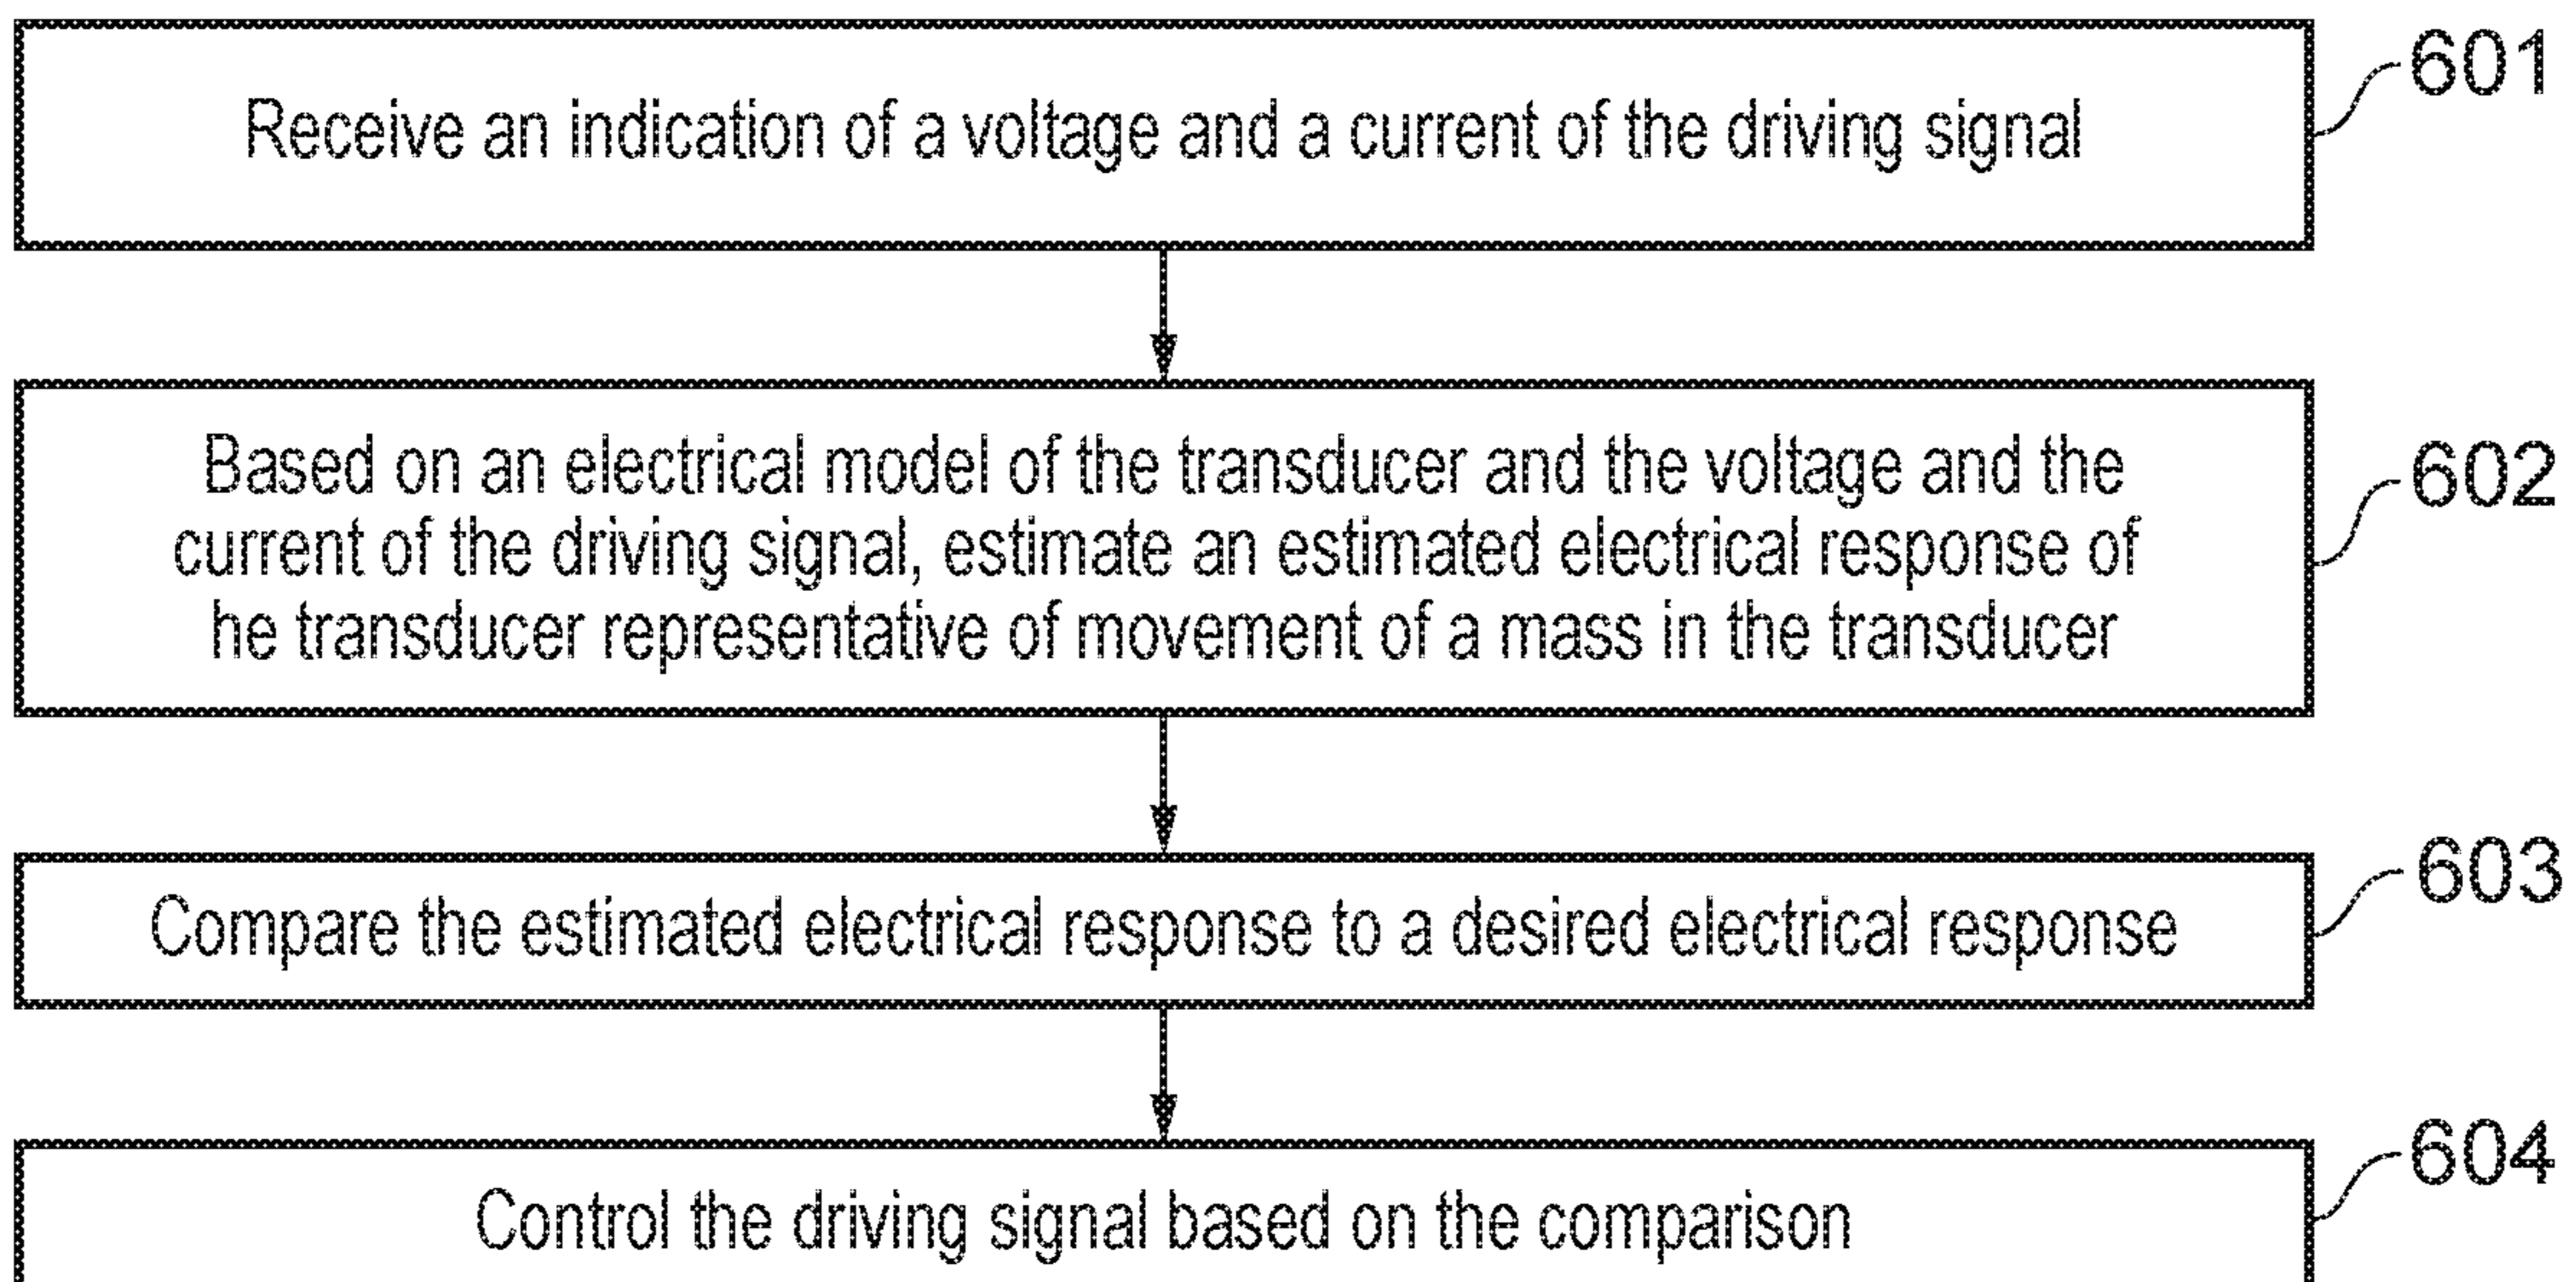 Receive an indication of a voltage and a current of the driving signal
601
Based on an electrical model of the transducer and the voltage and the
current of the driving signal, estimate an estimated electrical response of
he transducer representative of movement of a mass in the transducer
602
Compare the estimated electrical response to a desired electrical response
603
Control the driving signal based on the comparison
604